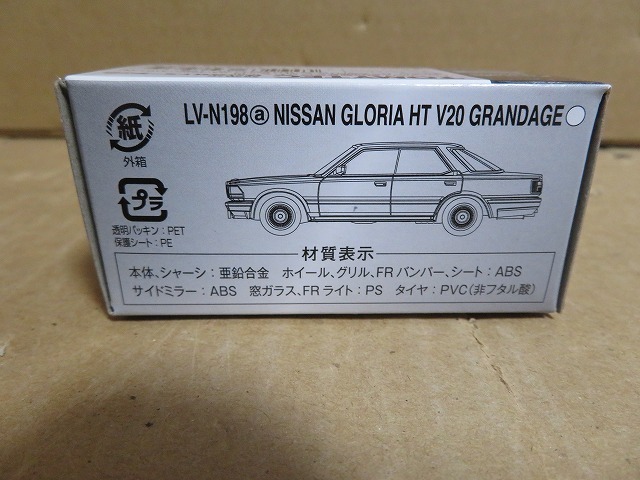 LV-N198ⓐ NISSAN GLORIA HT V20 GRANDAGE
紙
外箱
プラ
透明パッキン:PET
保護シート:PE
材質表示
本体、シャーシ:亜鉛合金 ホイール、グリル、FRバンパー、シート:ABS
サイドミラー:ABS 窓ガラス、FRライト:PS タイヤ:PVC(非フタル酸)